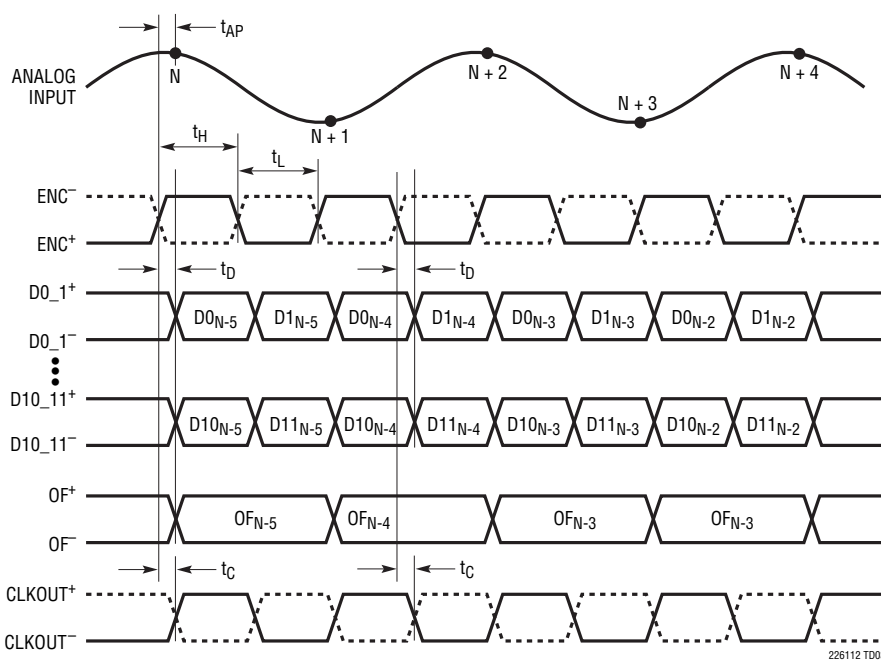 tAP
ANALOG
INPUT
N
N + 1
N + 2
N + 3
N + 4
tH
tL
ENC–
ENC+
tD
tD
D0_1+
D0_1–
D0N-5
D1N-5
D0N-4
D1N-4
D0N-3
D1N-3
D0N-2
D1N-2
D10_11+
D10_11–
D10N-5
D11N-5
D10N-4
D11N-4
D10N-3
D11N-3
D10N-2
D11N-2
OF+
OF–
OFN-5
OFN-4
OFN-3
OFN-3
tC
tC
CLKOUT+
CLKOUT–